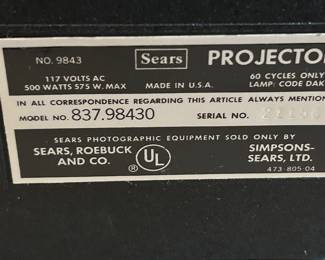 NO. 9843 Sears PROJECTOR
117 VOLTS AC 60 CYCLES ONLY
500 WATTS 575 W. MAX MADE IN U.S.A. LAMP: CODE DAK
IN ALL CORRESPONDENCE REGARDING THIS ARTICLE ALWAYS MENTION
MODEL NO. 837.98430 SERIAL NO.
SEARS PHOTOGRAPHIC EQUIPMENT SOLD ONLY BY
SEARS, ROEBUCK AND CO. UL ® SIMPSONS-SEARS, LTD.
473-805-04